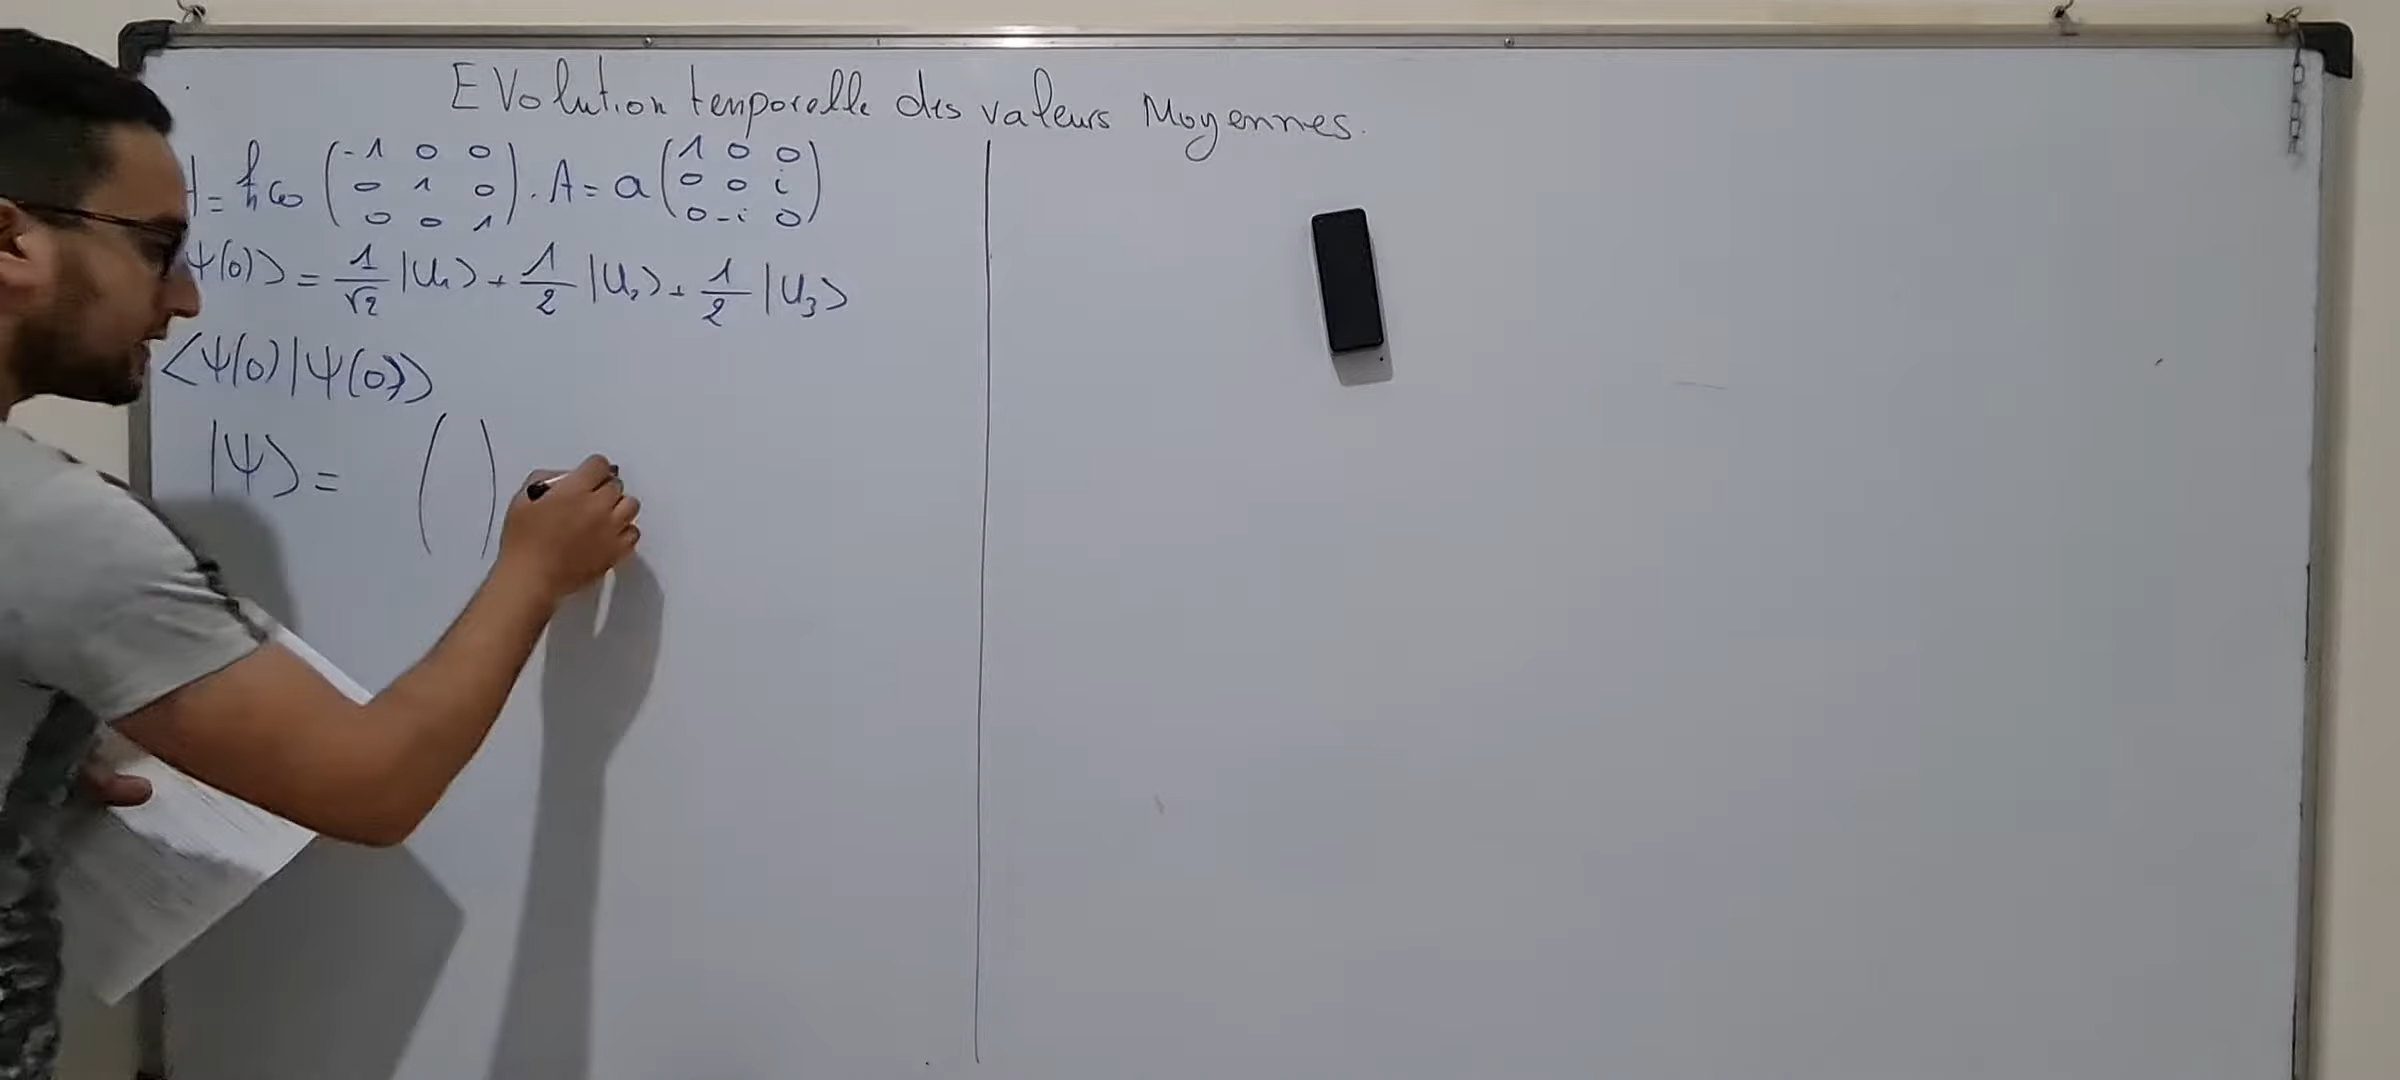 EVolution temporelle des valeurs Moyennes.
= ħω (-1 0 0 / 0 1 0 / 0 0 1). A = a (1 0 0 / 0 0 i / 0 -i 0)
ψ(0)⟩ = 1/√2 |U₁⟩ + 1/2 |U₂⟩ + 1/2 |U₃⟩
⟨ψ(0)|ψ(0)⟩
|ψ⟩ = ( )